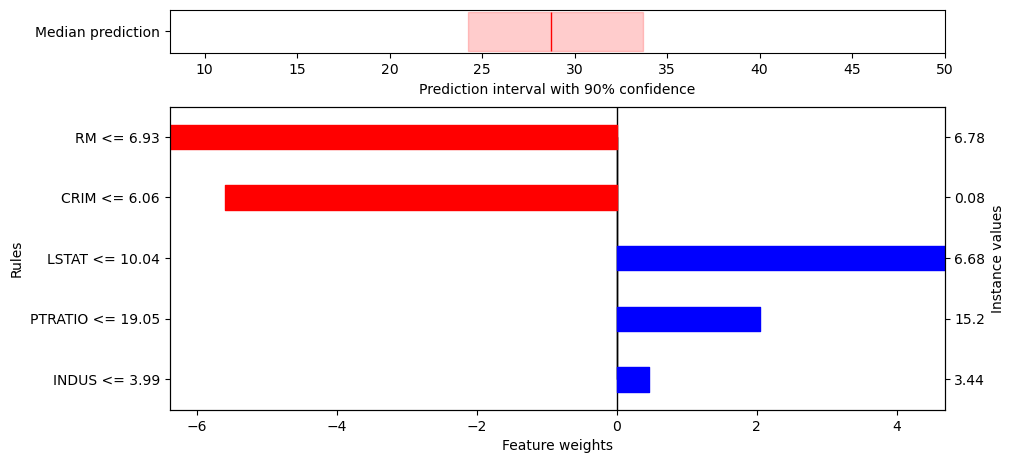 Median prediction
10 15 20 25 30 35 40 45 50
Prediction interval with 90% confidence
Rules
RM <= 6.93 6.78
CRIM <= 6.06 0.08
LSTAT <= 10.04 6.68
PTRATIO <= 19.05 15.2
INDUS <= 3.99 3.44
Instance values
−6 −4 −2 0 2 4
Feature weights